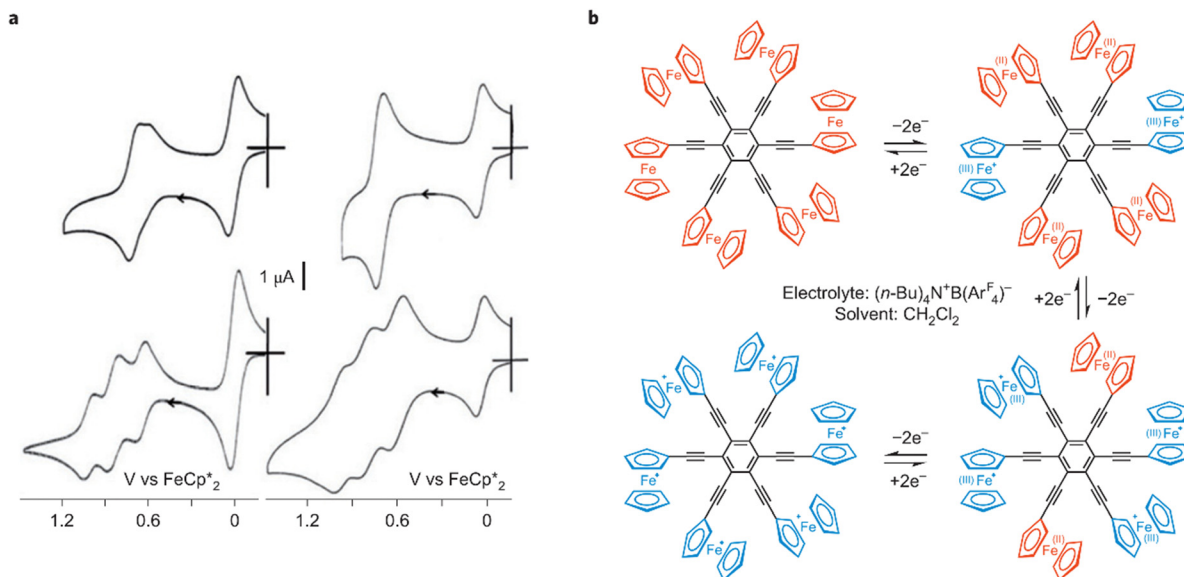 a
1 µA
V vs FeCp*2
V vs FeCp*2
1.2 0.6 0
1.2 0.6 0
b
Fe
Fe
Fe
Fe
Fe
Fe
−2e−
+2e−
(II)
Fe
Fe(II)
(III) Fe+
(III) Fe+
Fe(II)
Fe(II)
Electrolyte: (n-Bu)4N+B(ArF4)−
Solvent: CH2Cl2
+2e−
−2e−
+Fe
Fe+
Fe+
Fe+
Fe+
Fe+
−2e−
+2e−
+Fe(III)
Fe(II)
(III) Fe+
(III) Fe+
Fe(II)
+Fe(III)